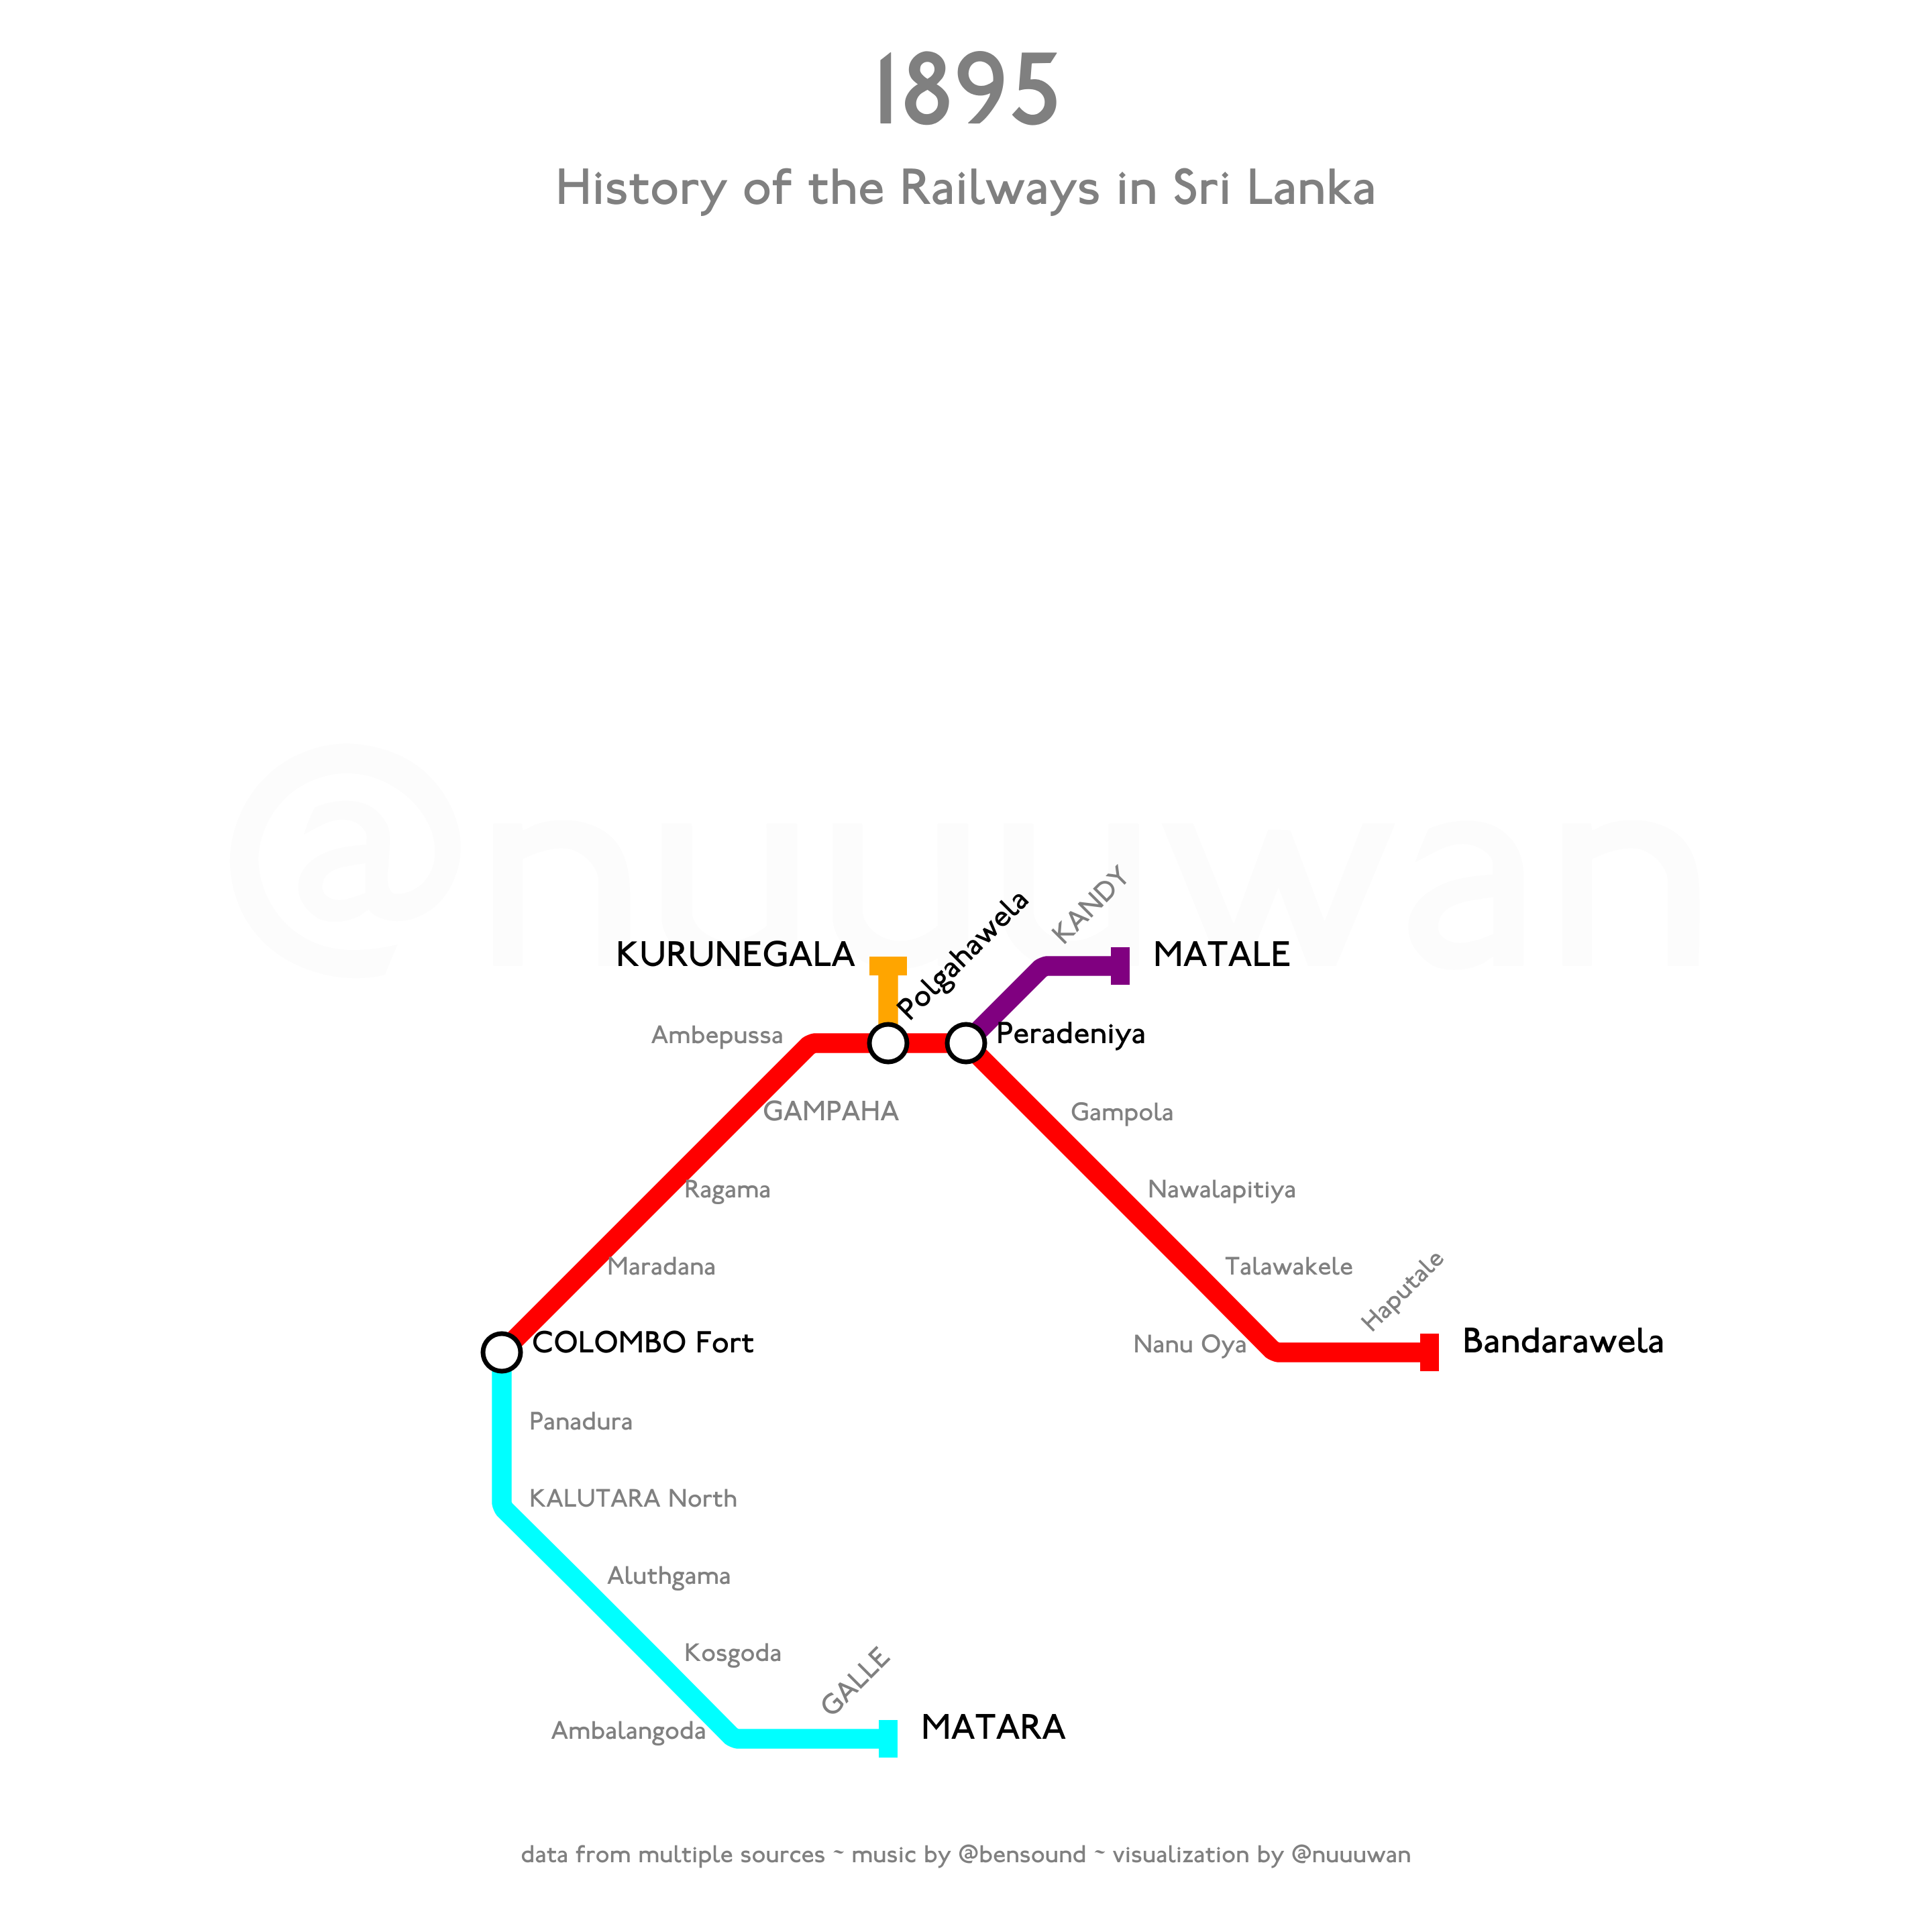 1895
History of the Railways in Sri Lanka
@nuuuwan
KANDY
Polgahawela
KURUNEGALA
MATALE
Ambepussa
Peradeniya
GAMPAHA
Gampola
Ragama
Nawalapitiya
Maradana
Talawakele
Haputale
COLOMBO Fort
Nanu Oya
Bandarawela
Panadura
KALUTARA North
Aluthgama
Kosgoda
GALLE
Ambalangoda
MATARA
data from multiple sources ~ music by @bensound ~ visualization by @nuuuwan